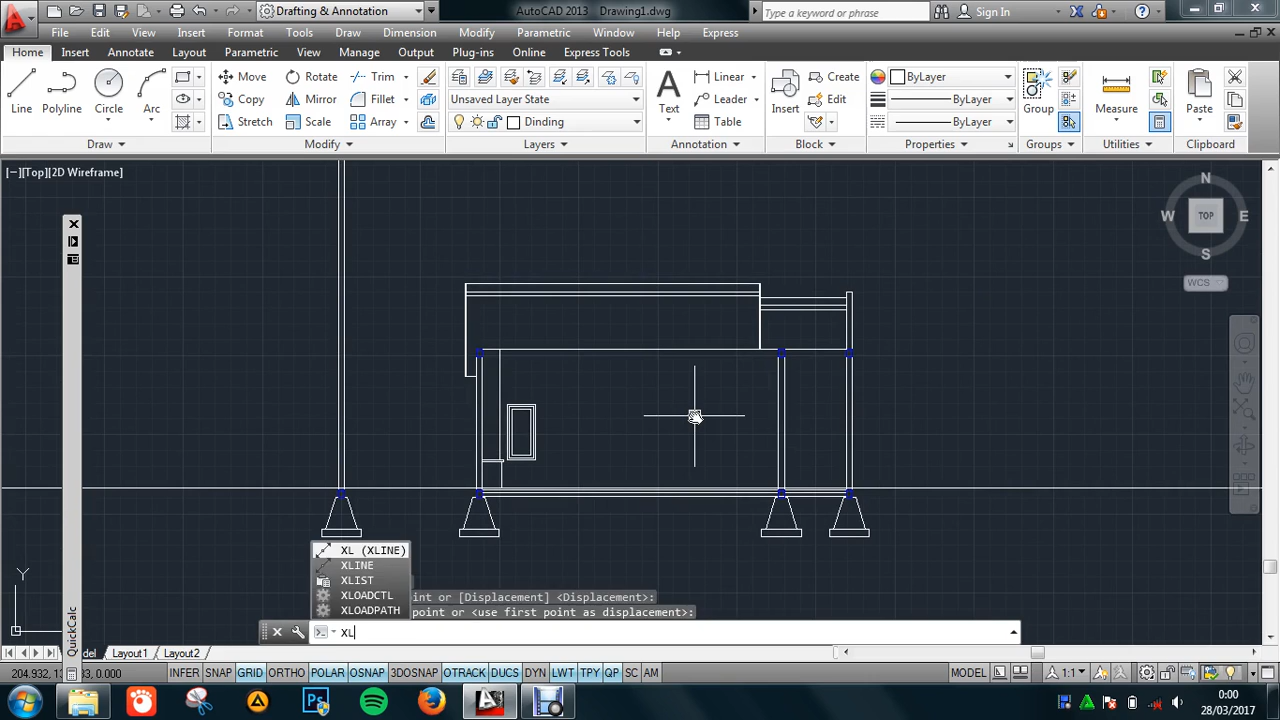 Drafting & Annotation
AutoCAD 2013 Drawing1.dwg
Type a keyword or phrase
Sign In
File Edit View Insert Format Tools Draw Dimension Modify Parametric Window Help Express
Home Insert Annotate Layout Parametric View Manage Output Plug-ins Online Express Tools
Line Polyline Circle Arc
Move Rotate Trim
Copy Mirror Fillet
Stretch Scale Array
Unsaved Layer State
Dinding
Text
Linear
Leader
Table
Insert
Create
Edit
ByLayer
ByLayer
ByLayer
Group
Measure
Paste
Draw Modify Layers Annotation Block Properties Groups Utilities Clipboard
[−][Top][2D Wireframe]
N
W TOP E
S
WCS
QuickCalc
Y
XL (XLINE)
XLINE
XLIST
XLOADCTL
XLOADPATH
oint or [Displacement] <Displacement>:
point or <use first point as displacement>:
XL
Layout1 Layout2
INFER SNAP GRID ORTHO POLAR OSNAP 3DOSNAP OTRACK DUCS DYN LWT TPY QP SC AM
MODEL
1:1
0:00
28/03/2017